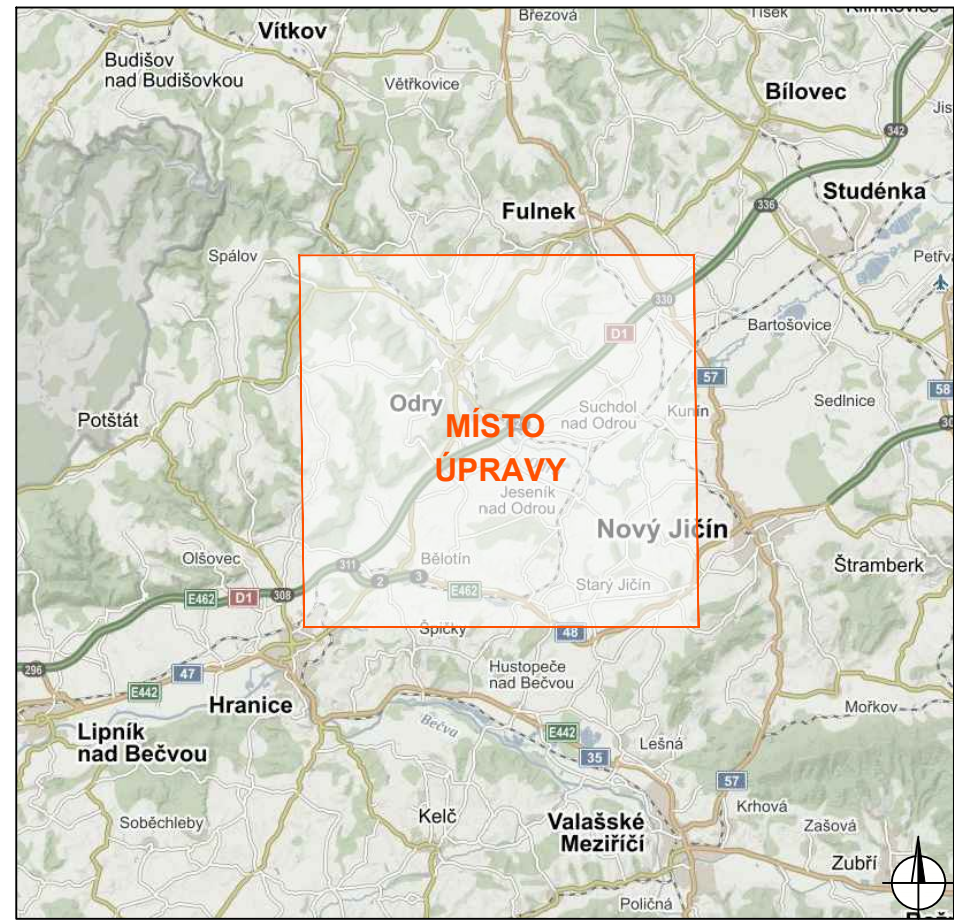 Březová
Vítkov
Budišov
nad Budišovkou
Větřkovice
Bílovec
342
Studénka
Fulnek
336
Spálov
330
D1
Bartošovice
57
58
Sedlnice
Odry
Suchdol
nad Odrou
Kunín
MÍSTO
ÚPRAVY
Potštát
Jeseník
nad Odrou
Nový Jičín
Olšovec
311
2
3
Bělotín
E462
Starý Jičín
Štramberk
E462
D1
308
Špičky
48
296
47
Hustopeče
nad Bečvou
E442
Hranice
Mořkov
Lipník
nad Bečvou
Bečva
E442
35
Lešná
57
Krhová
Soběchleby
Kelč
Valašské
Meziříčí
Zašová
Zubří
Poličná